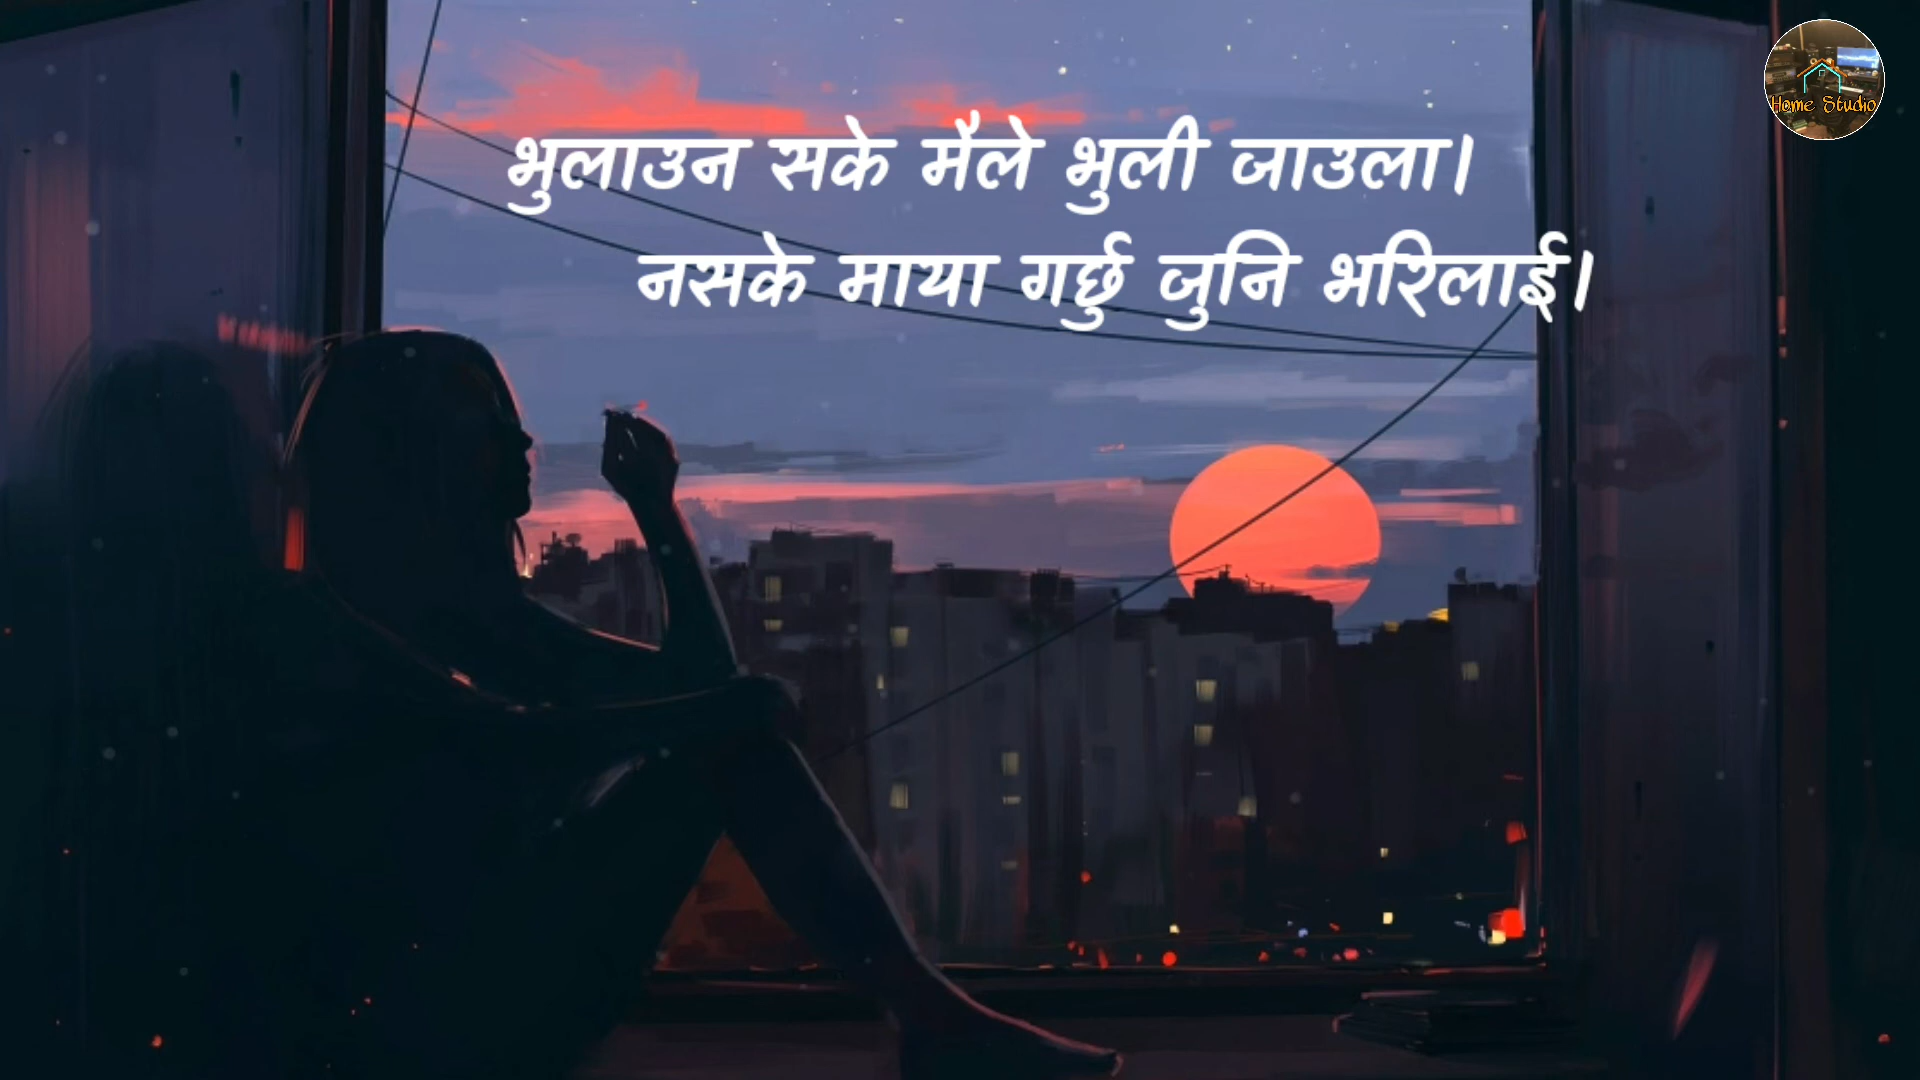 भुलाउन सके मैले भुली जाउला।
नसके माया गर्छु जुनि भरिलाई।
Home Studio